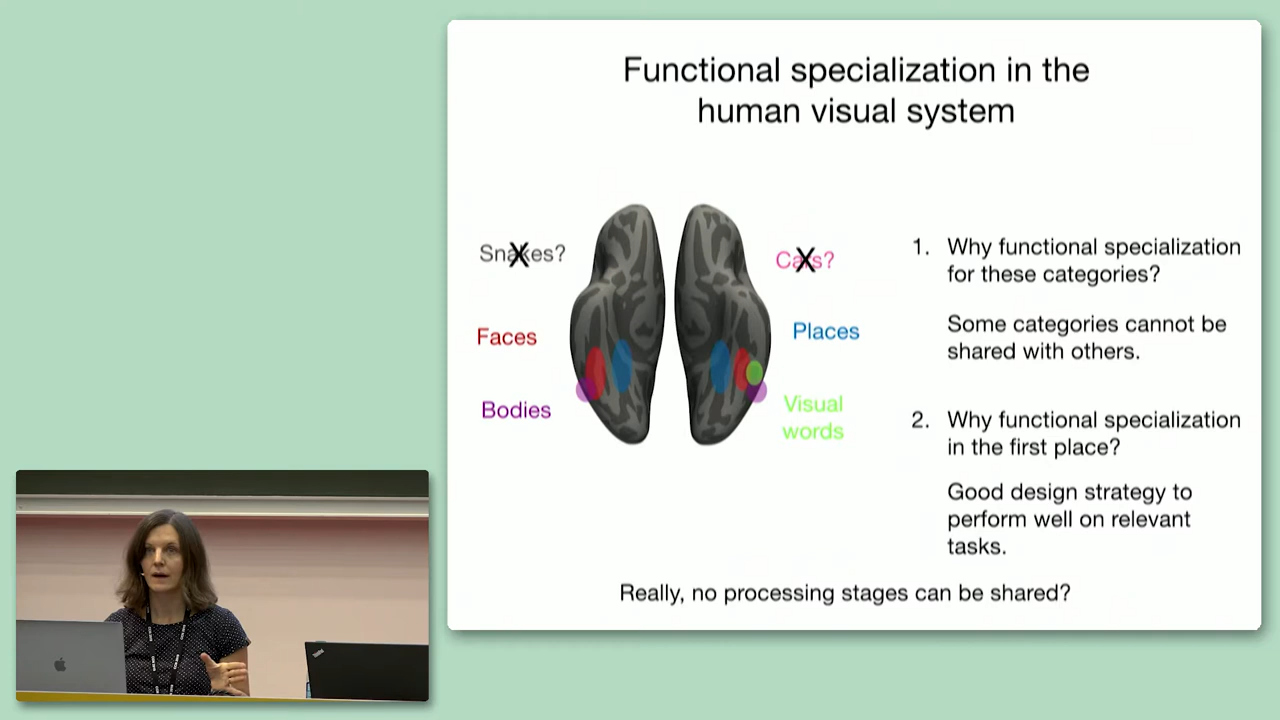 Functional specialization in the
human visual system
Snakes?
Cars?
Faces
Places
Bodies
Visual
words
1. Why functional specialization
for these categories?
Some categories cannot be
shared with others.
2. Why functional specialization
in the first place?
Good design strategy to
perform well on relevant
tasks.
Really, no processing stages can be shared?